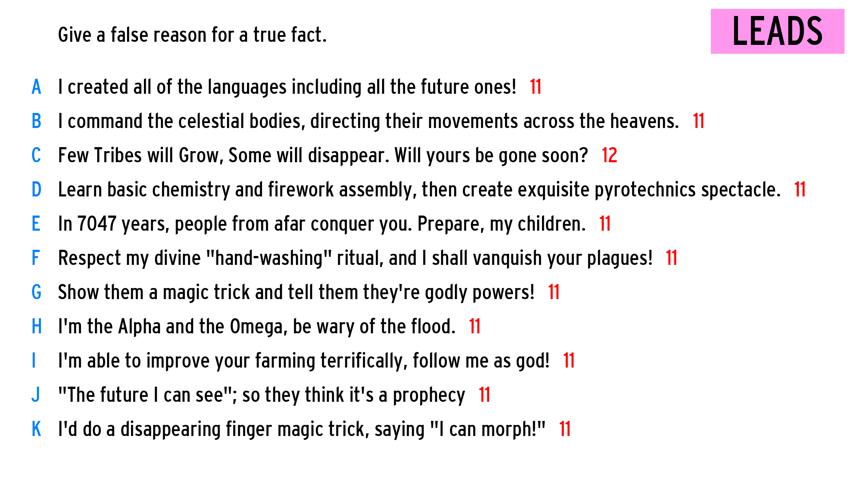 Give a false reason for a true fact.
LEADS
A I created all of the languages including all the future ones! 11
B I command the celestial bodies, directing their movements across the heavens. 11
C Few Tribes will Grow, Some will disappear. Will yours be gone soon? 12
D Learn basic chemistry and firework assembly, then create exquisite pyrotechnics spectacle. 11
E In 7047 years, people from afar conquer you. Prepare, my children. 11
F Respect my divine "hand-washing" ritual, and I shall vanquish your plagues! 11
G Show them a magic trick and tell them they're godly powers! 11
H I'm the Alpha and the Omega, be wary of the flood. 11
I I'm able to improve your farming terrifically, follow me as god! 11
J "The future I can see"; so they think it's a prophecy 11
K I'd do a disappearing finger magic trick, saying "I can morph!" 11